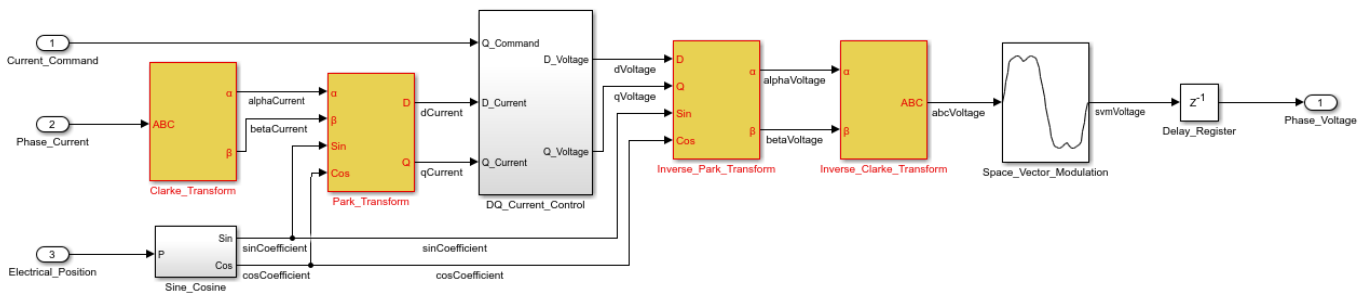 1
Current_Command
2
Phase_Current
3
Electrical_Position
ABC
α
β
Clarke_Transform
alphaCurrent
betaCurrent
P
Sin
Cos
Sine_Cosine
sinCoefficient
cosCoefficient
α
β
Sin
Cos
D
Q
Park_Transform
dCurrent
qCurrent
Q_Command
D_Current
Q_Current
D_Voltage
Q_Voltage
DQ_Current_Control
sinCoefficient
cosCoefficient
dVoltage
qVoltage
D
Q
Sin
Cos
α
β
Inverse_Park_Transform
alphaVoltage
betaVoltage
α
β
ABC
Inverse_Clarke_Transform
abcVoltage
Space_Vector_Modulation
svmVoltage
z-1
Delay_Register
1
Phase_Voltage